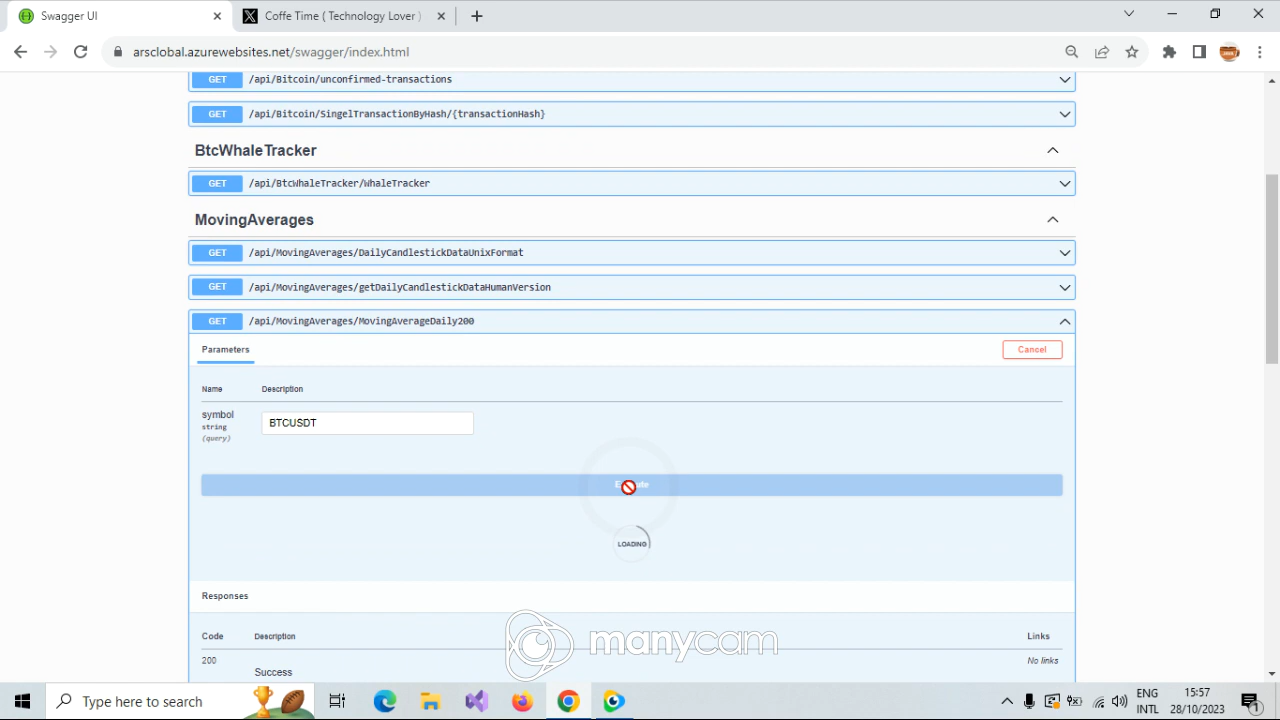 Swagger UI
Coffe Time ( Technology Lover )
arsclobal.azurewebsites.net/swagger/index.html
GET /api/Bitcoin/unconfirmed-transactions
GET /api/Bitcoin/SingelTransactionByHash/{transactionHash}
BtcWhaleTracker
GET /api/BtcWhaleTracker/WhaleTracker
MovingAverages
GET /api/MovingAverages/DailyCandlestickDataUnixFormat
GET /api/MovingAverages/getDailyCandlestickDataHumanVersion
GET /api/MovingAverages/MovingAverageDaily200
Parameters
Cancel
Name Description
symbol
string
(query)
BTCUSDT
LOADING
Responses
Code Description Links
200 No links
Success
manycam
Type here to search
ENG
INTL
15:57
28/10/2023
1